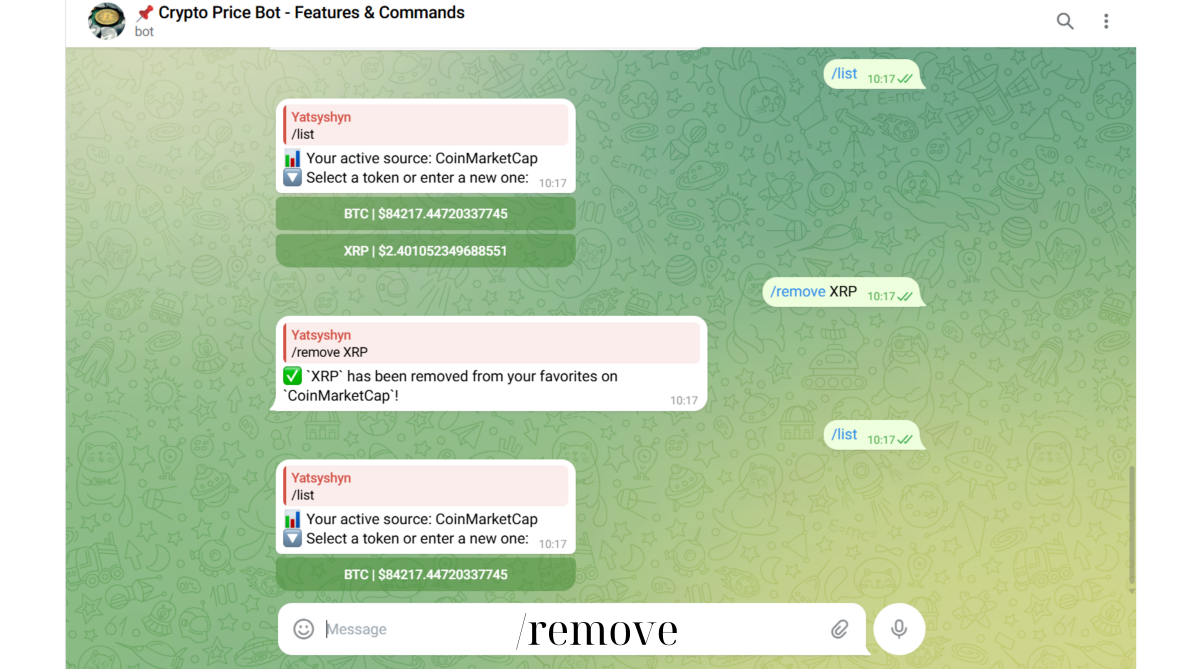 📌 Crypto Price Bot - Features & Commands
bot
/list 10:17
Yatsyshyn
/list
📊 Your active source: CoinMarketCap
🔽 Select a token or enter a new one: 10:17
BTC | $84217.44720337745
XRP | $2.401052349688551
/remove XRP 10:17
Yatsyshyn
/remove XRP
✅ `XRP` has been removed from your favorites on
`CoinMarketCap`! 10:17
/list 10:17
Yatsyshyn
/list
📊 Your active source: CoinMarketCap
🔽 Select a token or enter a new one: 10:17
BTC | $84217.44720337745
Message /remove